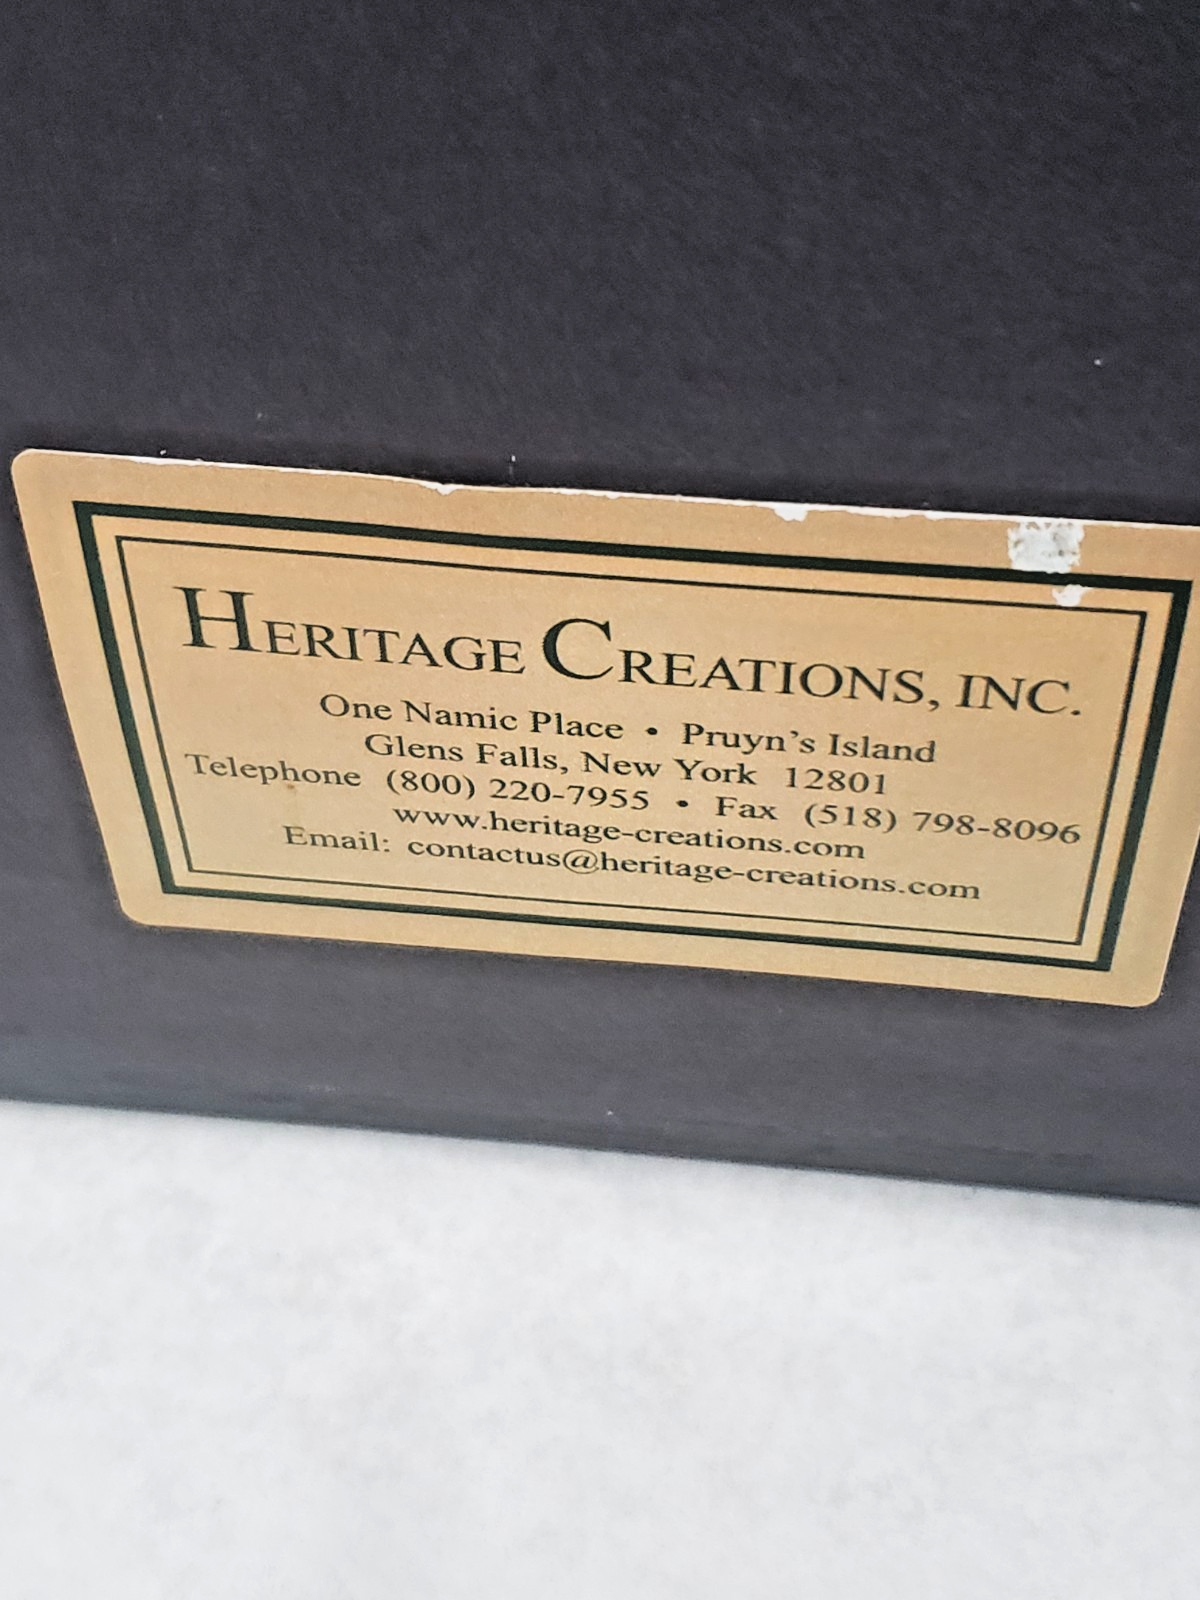 HERITAGE CREATIONS, INC.
One Namic Place • Pruyn's Island
Glens Falls, New York 12801
Telephone (800) 220-7955 • Fax (518) 798-8096
www.heritage-creations.com
Email: contactus@heritage-creations.com